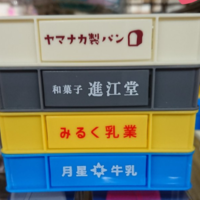 ヤマナカ製パン
和菓子 進江堂
みるく乳業
月星牛乳